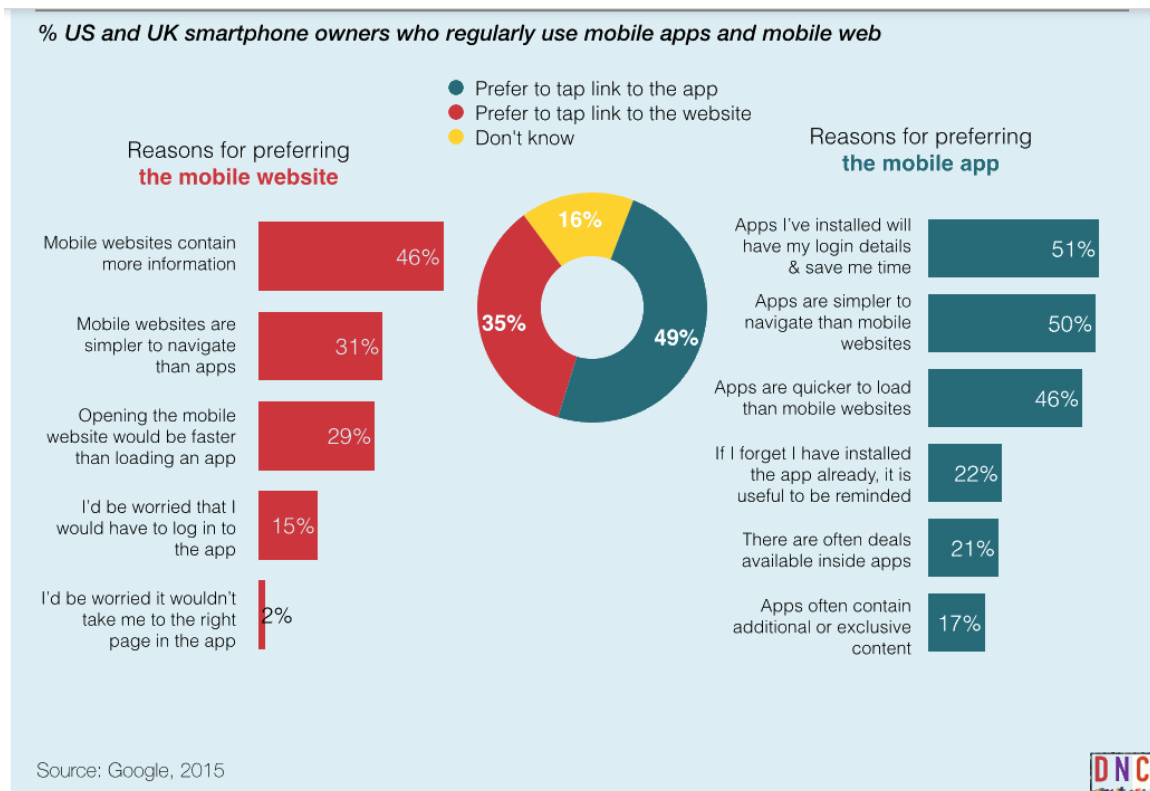 % US and UK smartphone owners who regularly use mobile apps and mobile web
Prefer to tap link to the app
Prefer to tap link to the website
Don't know
Reasons for preferring
the mobile website
Mobile websites contain
more information
46%
Mobile websites are
simpler to navigate
than apps
31%
Opening the mobile
website would be faster
than loading an app
29%
I'd be worried that I
would have to log in to
the app
15%
I'd be worried it wouldn't
take me to the right
page in the app
2%
16%
35%
49%
Reasons for preferring
the mobile app
Apps I've installed will
have my login details
& save me time
51%
Apps are simpler to
navigate than mobile
websites
50%
Apps are quicker to load
than mobile websites
46%
If I forget I have installed
the app already, it is
useful to be reminded
22%
There are often deals
available inside apps
21%
Apps often contain
additional or exclusive
content
17%
Source: Google, 2015
DNC